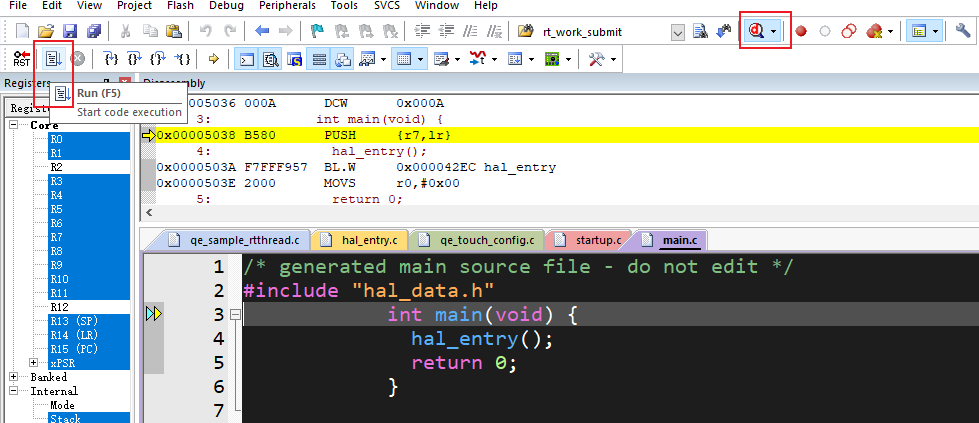 File Edit View Project Flash Debug Peripherals Tools SVCS Window Help
rt_work_submit
RST
Registers
Disassembly
Run (F5)
Start code execution
Core
R0
R1
R2
R3
R4
R5
R6
R7
R8
R9
R10
R11
R12
R13 (SP)
R14 (LR)
R15 (PC)
xPSR
Banked
Internal
Mode
Stack
0x00005036 000A DCW 0x000A
3: int main(void) {
0x00005038 B580 PUSH {r7,lr}
4: hal_entry();
0x0000503A F7FFF957 BL.W 0x000042EC hal_entry
0x0000503E 2000 MOVS r0,#0x00
5: return 0;
qe_sample_rtthread.c hal_entry.c qe_touch_config.c startup.c main.c
1 /* generated main source file - do not edit */
2 #include "hal_data.h"
3 int main(void) {
4 hal_entry();
5 return 0;
6 }
7